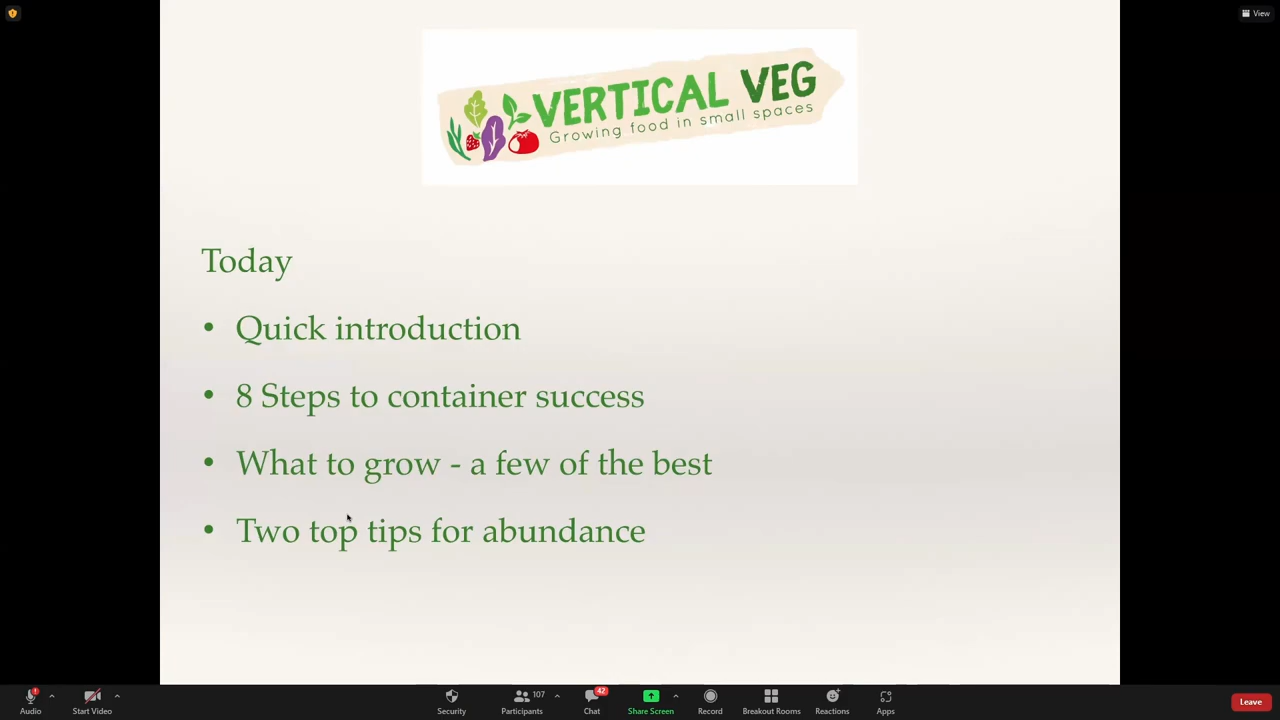 View
VERTICAL VEG
Growing food in small spaces
Today
• Quick introduction
• 8 Steps to container success
• What to grow - a few of the best
• Two top tips for abundance
Audio
Start Video
Security
Participants
107
Chat
42
Share Screen
Record
Breakout Rooms
Reactions
Apps
Leave